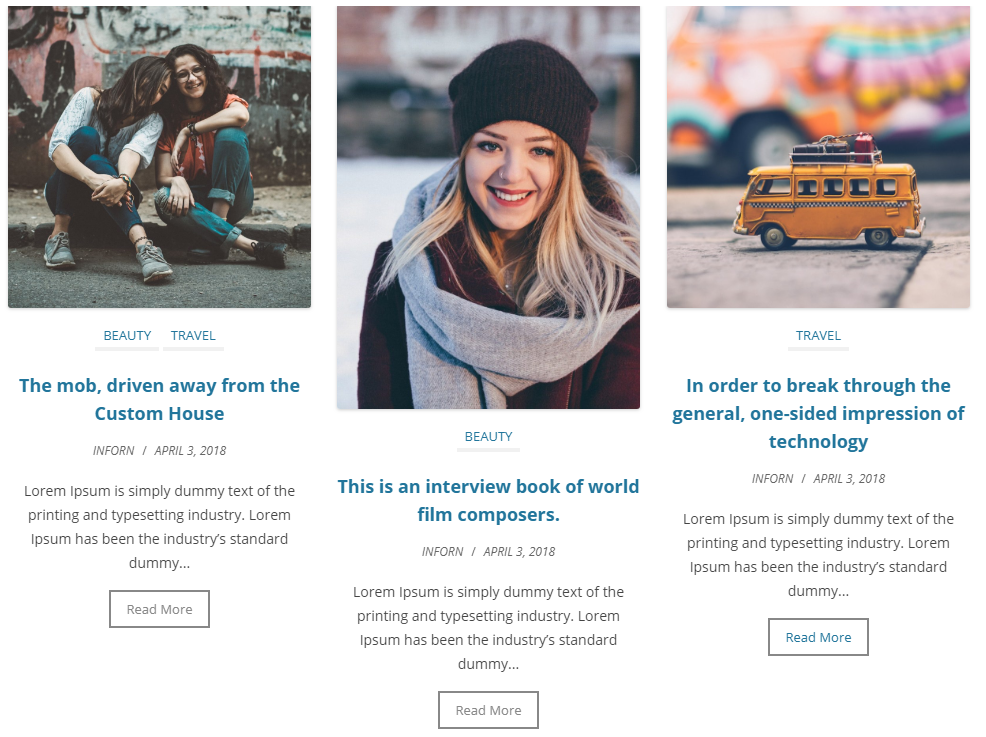 BEAUTY TRAVEL
The mob, driven away from the
Custom House
INFORN / APRIL 3, 2018
Lorem Ipsum is simply dummy text of the
printing and typesetting industry. Lorem
Ipsum has been the industry’s standard
dummy...
Read More
BEAUTY
This is an interview book of world
film composers.
INFORN / APRIL 3, 2018
Lorem Ipsum is simply dummy text of the
printing and typesetting industry. Lorem
Ipsum has been the industry’s standard
dummy...
Read More
TRAVEL
In order to break through the
general, one-sided impression of
technology
INFORN / APRIL 3, 2018
Lorem Ipsum is simply dummy text of the
printing and typesetting industry. Lorem
Ipsum has been the industry’s standard
dummy...
Read More